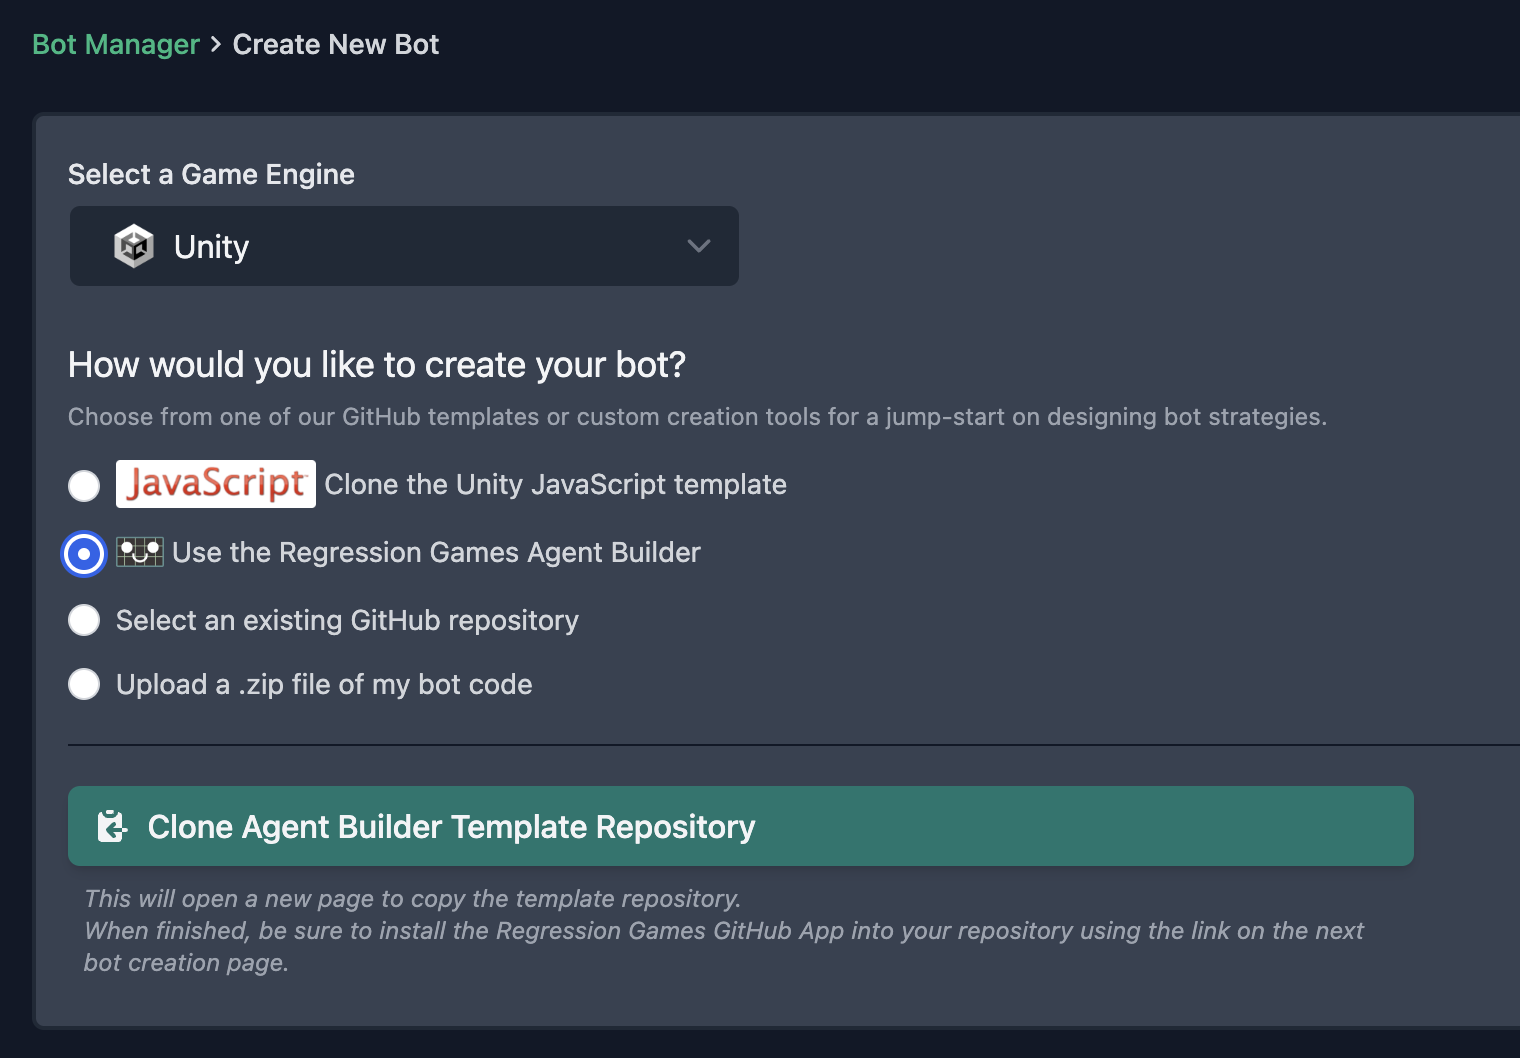 Bot Manager > Create New Bot
Select a Game Engine
Unity
How would you like to create your bot?
Choose from one of our GitHub templates or custom creation tools for a jump-start on designing bot strategies.
JavaScript™ Clone the Unity JavaScript template
Use the Regression Games Agent Builder
Select an existing GitHub repository
Upload a .zip file of my bot code
Clone Agent Builder Template Repository
This will open a new page to copy the template repository.
When finished, be sure to install the Regression Games GitHub App into your repository using the link on the next
bot creation page.